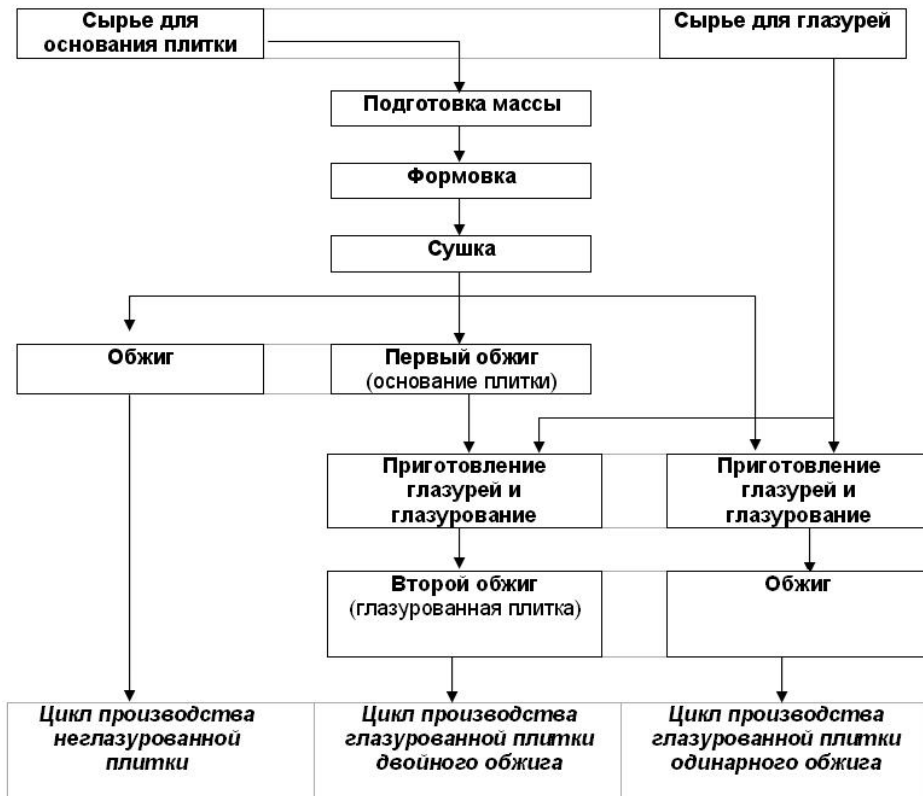 Сырье для
основания плитки
Сырье для глазурей
Подготовка массы
Формовка
Сушка
Обжиг
Первый обжиг
(основание плитки)
Приготовление
глазурей и
глазурование
Приготовление
глазурей и
глазурование
Второй обжиг
(глазурованная плитка)
Обжиг
Цикл производства
неглазурованной
плитки
Цикл производства
глазурованной плитки
двойного обжига
Цикл производства
глазурованной плитки
одинарного обжига